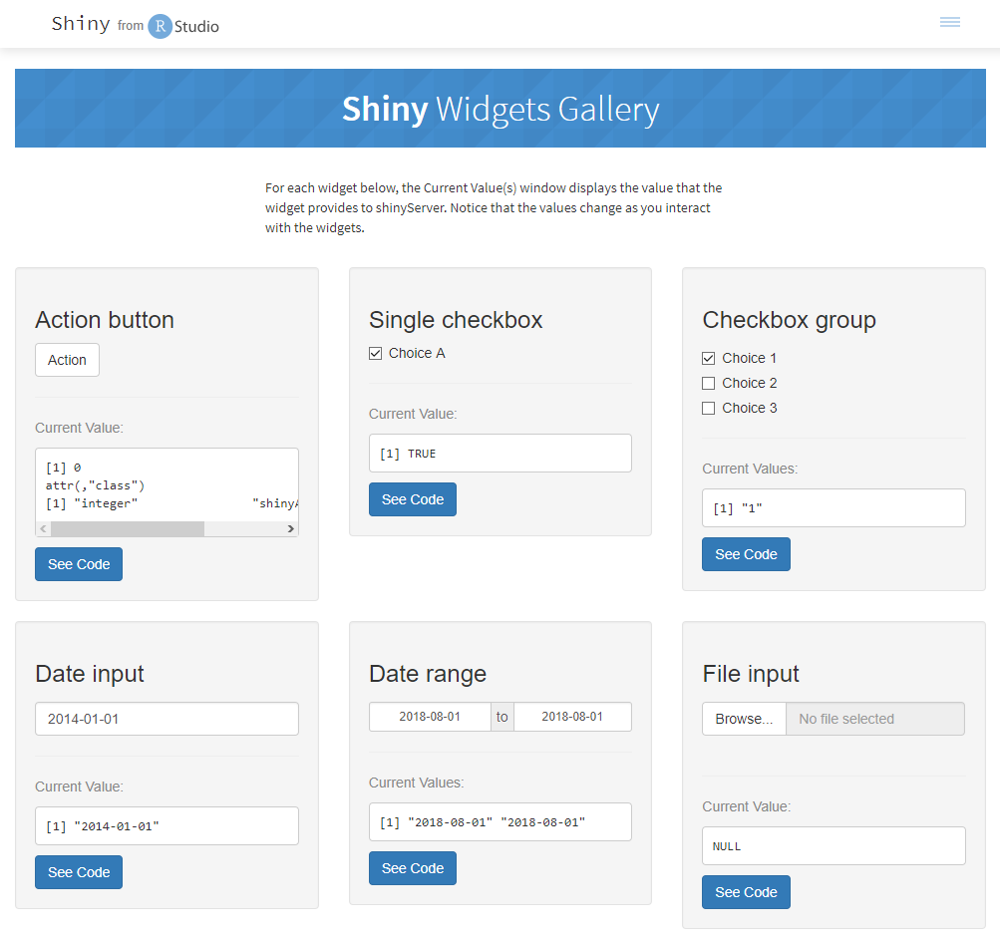 Shiny from R Studio
Shiny Widgets Gallery
For each widget below, the Current Value(s) window displays the value that the
widget provides to shinyServer. Notice that the values change as you interact
with the widgets.
Action button
Action
Current Value:
[1] 0
attr(,"class")
[1] "integer" "shinyA
See Code
Single checkbox
Choice A
Current Value:
[1] TRUE
See Code
Checkbox group
Choice 1
Choice 2
Choice 3
Current Values:
[1] "1"
See Code
Date input
2014-01-01
Current Value:
[1] "2014-01-01"
See Code
Date range
2018-08-01 to 2018-08-01
Current Values:
[1] "2018-08-01" "2018-08-01"
See Code
File input
Browse... No file selected
Current Value:
NULL
See Code